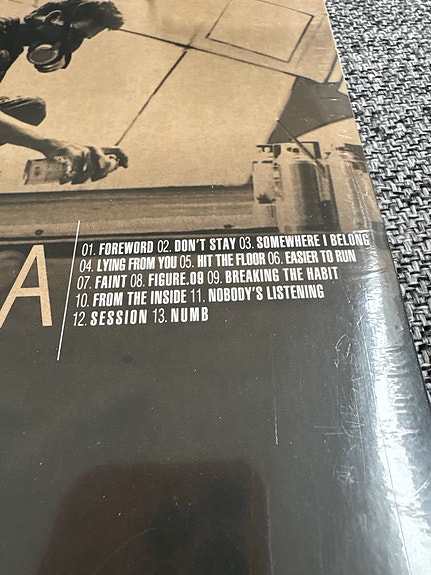 A
01. FOREWORD 02. DON'T STAY 03. SOMEWHERE I BELONG
04. LYING FROM YOU 05. HIT THE FLOOR 06. EASIER TO RUN
07. FAINT 08. FIGURE.09 09. BREAKING THE HABIT
10. FROM THE INSIDE 11. NOBODY'S LISTENING
12. SESSION 13. NUMB